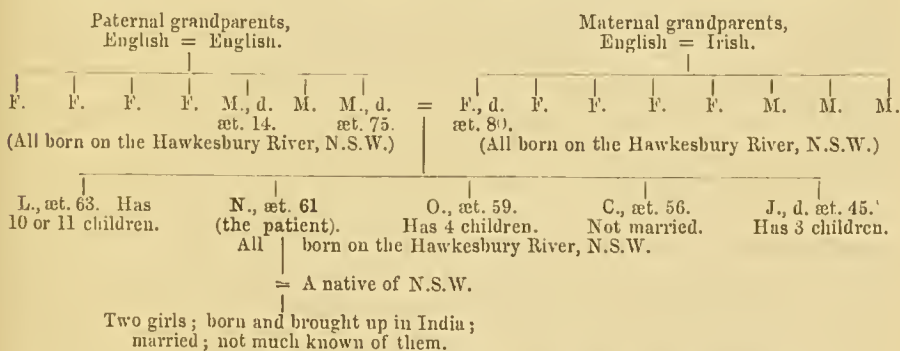 Paternal grandparents, Maternal grandparents,
English = English. English = Irish.
F. F. F. F. M., d. M. M., d. = F., d. F. F. F. F. M. M. M.
æt. 14. æt. 75. æt. 80.
(All born on the Hawkesbury River, N.S.W.) (All born on the Hawkesbury River, N.S.W.)
L., æt. 63. Has N., æt. 61 O., æt. 59. C., æt. 56. J., d. æt. 45.
10 or 11 children. (the patient). Has 4 children. Not married. Has 3 children.
All born on the Hawkesbury River, N.S.W.
= A native of N.S.W.
Two girls; born and brought up in India;
married; not much known of them.